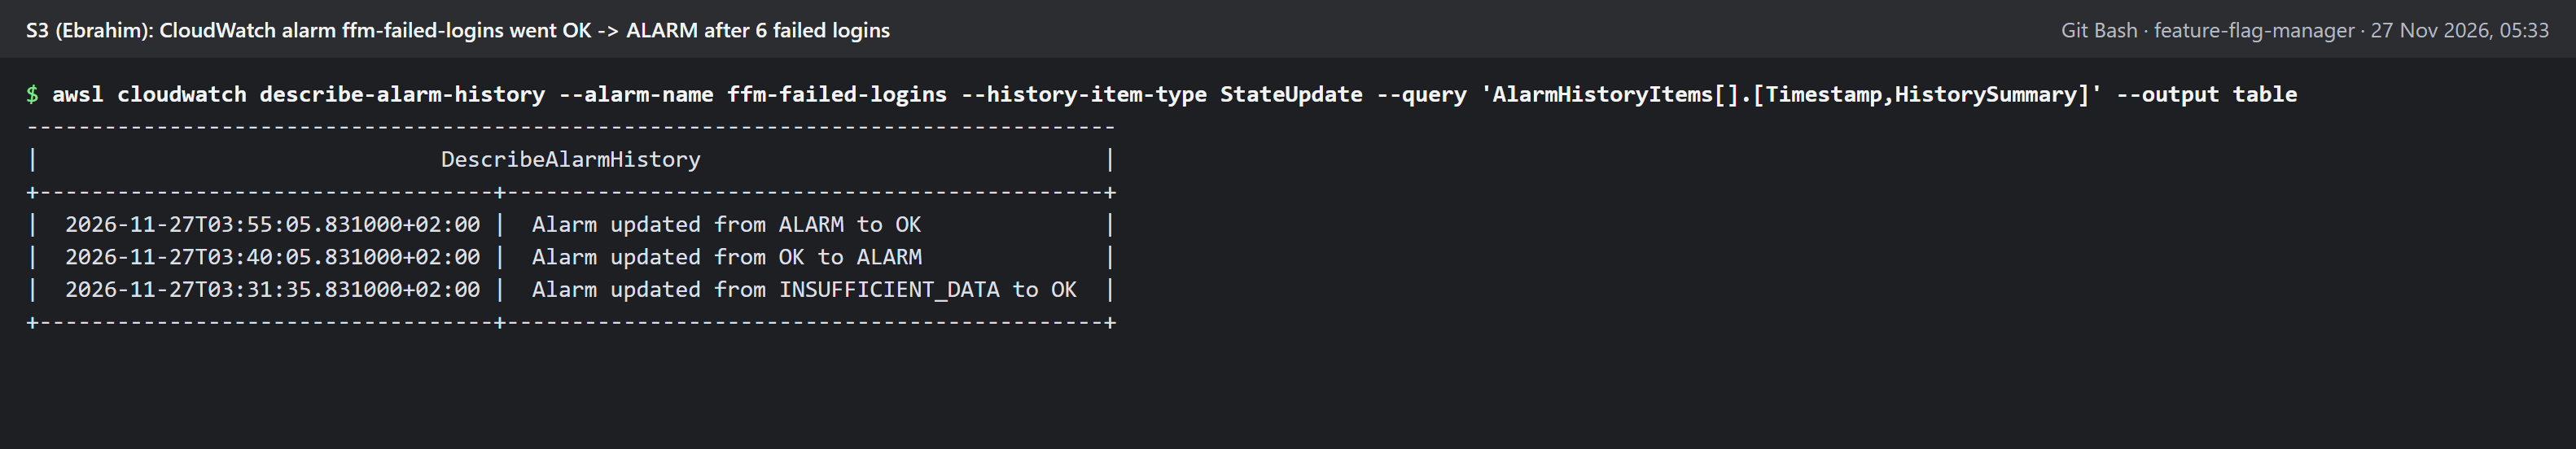 S3 (Ebrahim): CloudWatch alarm ffm-failed-logins went OK -> ALARM after 6 failed logins
Git Bash · feature-flag-manager · 27 Nov 2026, 05:33
$ awsl cloudwatch describe-alarm-history --alarm-name ffm-failed-logins --history-item-type StateUpdate --query 'AlarmHistoryItems[].[Timestamp,HistorySummary]' --output table
------------------------------------------------------------------------------------
|                               DescribeAlarmHistory                               |
+-----------------------------------+----------------------------------------------+
|  2026-11-27T03:55:05.831000+02:00 |  Alarm updated from ALARM to OK              |
|  2026-11-27T03:40:05.831000+02:00 |  Alarm updated from OK to ALARM              |
|  2026-11-27T03:31:35.831000+02:00 |  Alarm updated from INSUFFICIENT_DATA to OK  |
+-----------------------------------+----------------------------------------------+